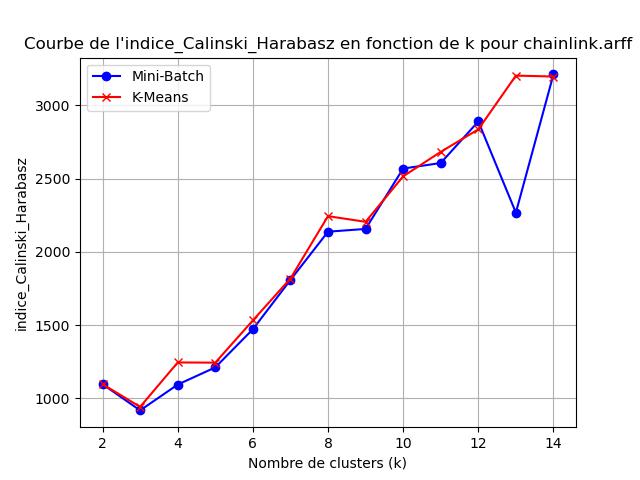 Courbe de l'indice_Calinski_Harabasz en fonction de k pour chainlink.arff
Mini-Batch
K-Means
3000
2500
2000
1500
1000
indice_Calinski_Harabasz
2 4 6 8 10 12 14
Nombre de clusters (k)